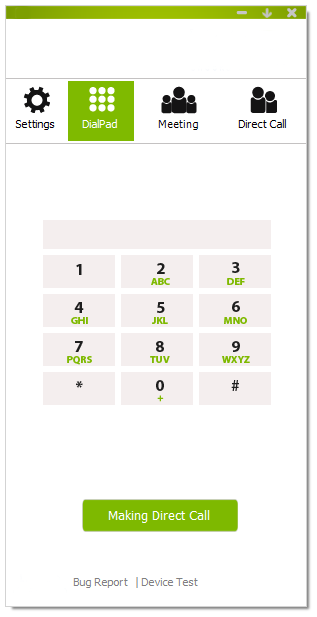 Settings DialPad Meeting Direct Call
1 2 3
ABC DEF
4 5 6
GHI JKL MNO
7 8 9
PQRS TUV WXYZ
* 0 #
+
Making Direct Call
Bug Report | Device Test